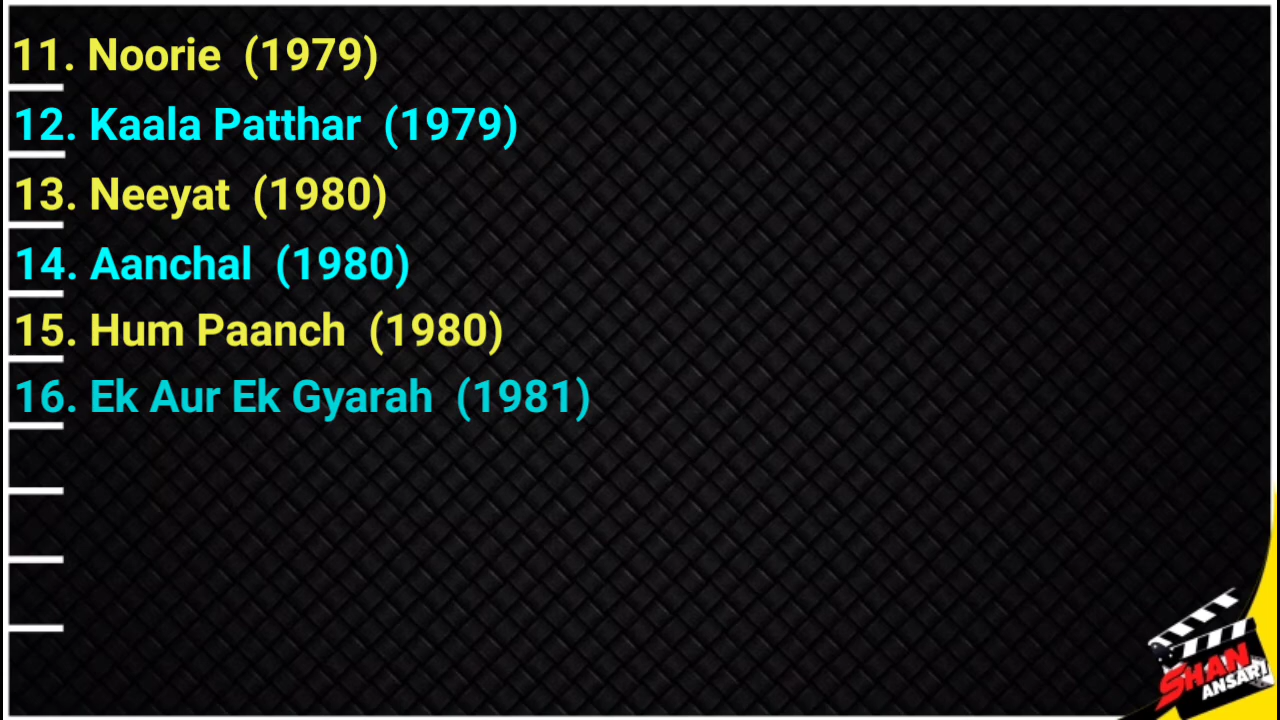 11. Noorie (1979)
12. Kaala Patthar (1979)
13. Neeyat (1980)
14. Aanchal (1980)
15. Hum Paanch (1980)
16. Ek Aur Ek Gyarah (1981)
SHAN
ANSARI